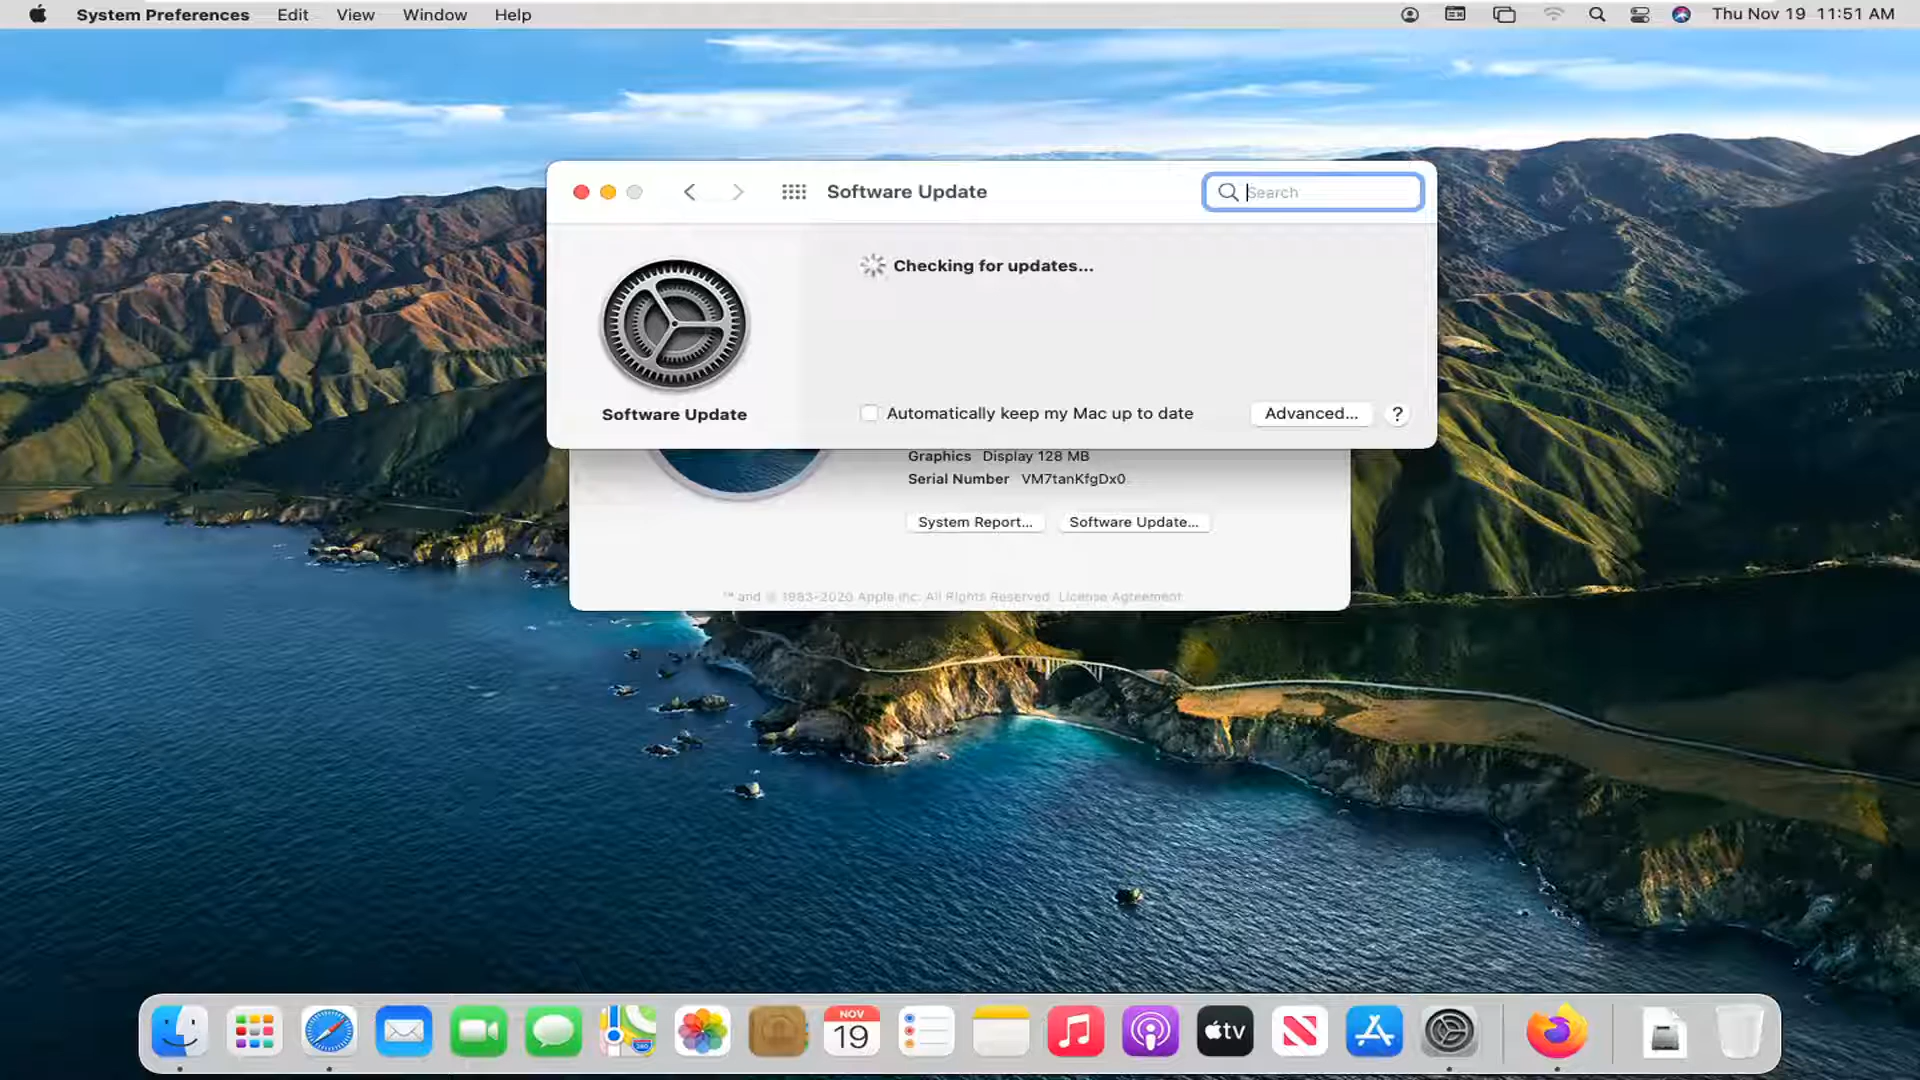 System Preferences Edit View Window Help Thu Nov 19 11:51 AM
Software Update
Search
Checking for updates...
Software Update
Automatically keep my Mac up to date Advanced... ?
Graphics Display 128 MB
Serial Number VM7tanKfgDx0
System Report... Software Update...
™ and © 1983-2020 Apple Inc. All Rights Reserved. License Agreement
NOV
19
tv